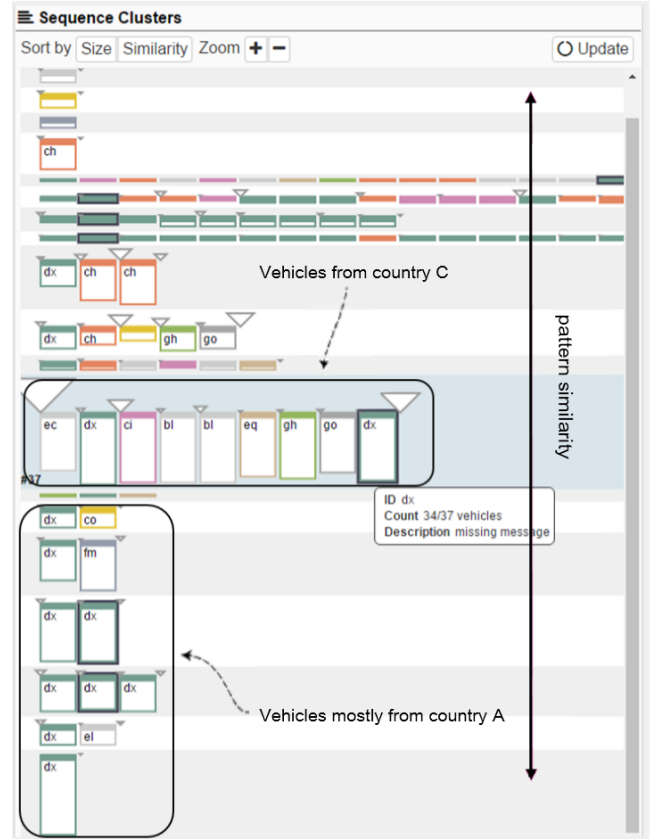 Sequence Clusters
Sort by Size Similarity Zoom Update
ch
dx ch ch
Vehicles from country C
dx ch gh go
pattern similarity
ec dx ci bl bl eq gh go dx
#37
ID dx
Count 34/37 vehicles
Description missing message
dx co
dx fm
dx dx
dx dx dx
Vehicles mostly from country A
dx el
dx